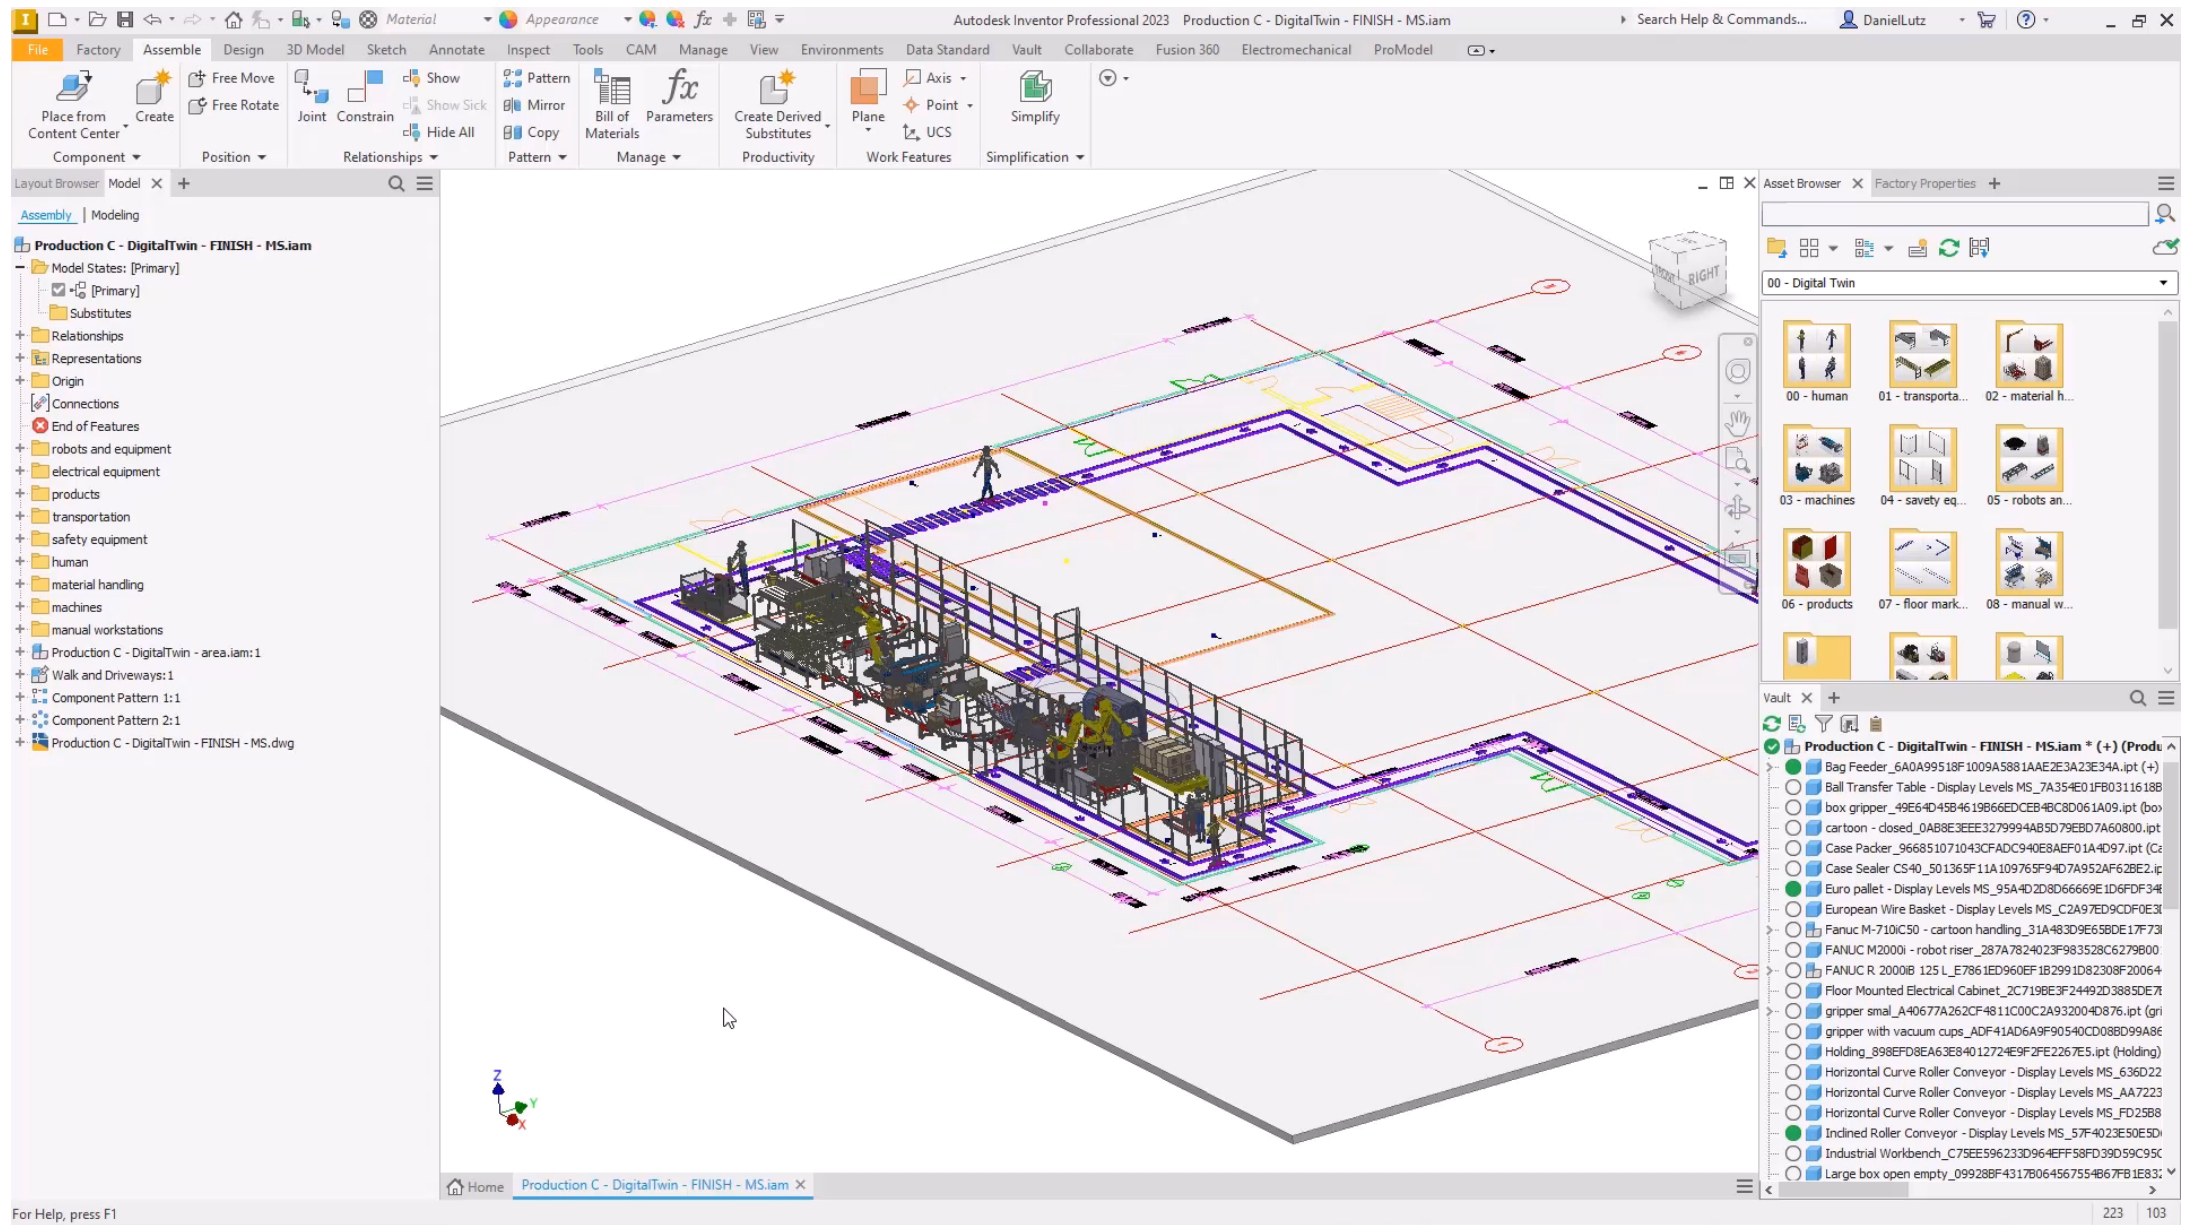 Material
Appearance
Autodesk Inventor Professional 2023 Production C - DigitalTwin - FINISH - MS.iam
Search Help & Commands...
DanielLutz
File
Factory
Assemble
Design
3D Model
Sketch
Annotate
Inspect
Tools
CAM
Manage
View
Environments
Data Standard
Vault
Collaborate
Fusion 360
Electromechanical
ProModel
Place from
Content Center
Create
Component
Free Move
Free Rotate
Position
Joint
Constrain
Show
Show Sick
Hide All
Relationships
Pattern
Mirror
Copy
Pattern
Bill of
Materials
Parameters
Manage
Create Derived
Substitutes
Productivity
Plane
Axis
Point
UCS
Work Features
Simplify
Simplification
Layout Browser
Model
Assembly | Modeling
Production C - DigitalTwin - FINISH - MS.iam
Model States: [Primary]
[Primary]
Substitutes
Relationships
Representations
Origin
Connections
End of Features
robots and equipment
electrical equipment
products
transportation
safety equipment
human
material handling
machines
manual workstations
Production C - DigitalTwin - area.iam:1
Walk and Driveways:1
Component Pattern 1:1
Component Pattern 2:1
Production C - DigitalTwin - FINISH - MS.dwg
FRONT
RIGHT
Z
Y
X
Asset Browser
Factory Properties
00 - Digital Twin
00 - human
01 - transporta...
02 - material h...
03 - machines
04 - savety eq...
05 - robots an...
06 - products
07 - floor mark...
08 - manual w...
Vault
Production C - DigitalTwin - FINISH - MS.iam * (+) (Produ
Bag Feeder_6A0A99518F1009A5881AAE2E3A23E34A.ipt (+)
Ball Transfer Table - Display Levels MS_7A354E01FB0311618B
box gripper_49E64D45B4619B66EDCEB4BC8D061A09.ipt (box
cartoon - closed_0AB8E3EEE3279994AB5D79EBD7A60800.ipt
Case Packer_966851071043CFADC940E8AEF01A4D97.ipt (Ca
Case Sealer CS40_501365F11A109765F94D7A952AF62BE2.ip
Euro pallet - Display Levels MS_95A4D2D8D66669E1D6FDF34E
European Wire Basket - Display Levels MS_C2A97ED9CDF0E3D
Fanuc M-710iC50 - cartoon handling_31A483D9E65BDE17F73
FANUC M2000i - robot riser_287A7824023F983528C6279B00
FANUC R 2000iB 125 L_E7861ED960EF1B2991D82308F20064
Floor Mounted Electrical Cabinet_2C719BE3F24492D3885DE7E
gripper smal_A40677A262CF4811C00C2A932004D876.ipt (gri
gripper with vacuum cups_ADF41AD6A9F90540CD08BD99A86
Holding_898EFD8EA63E84012724E9F2FE2267E5.ipt (Holding)
Horizontal Curve Roller Conveyor - Display Levels MS_636D22
Horizontal Curve Roller Conveyor - Display Levels MS_AA7223
Horizontal Curve Roller Conveyor - Display Levels MS_FD25B8
Inclined Roller Conveyor - Display Levels MS_57F4023E50E5D
Industrial Workbench_C75EE596233D964EFF58FD39D59C95C
Large box open empty_09928BF4317B064567554B67FB1E832
Home
Production C - DigitalTwin - FINISH - MS.iam
For Help, press F1
223
103